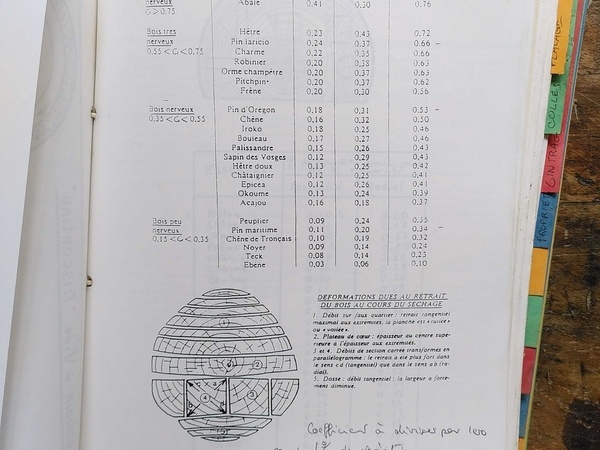 nerveux Abale 0,41 0,30 0,76
G > 0,75
Bois très Hêtre 0,23 0,43 0,72
nerveux Pin laricio 0,24 0,37 0,66 -
0,55 < G < 0,75 Charme 0,22 0,35 0,66
Robinier 0,20 0,38 0,63
Orme champêtre 0,20 0,37 0,63
Pitchpin 0,20 0,37 0,62
Frêne 0,20 0,30 0,56
Bois nerveux Pin d'Orégon 0,18 0,31 0,53 -
0,35 < G < 0,55 Chêne 0,16 0,32 0,50
Iroko 0,18 0,25 0,46
Bouleau 0,17 0,27 0,46
Palissandre 0,15 0,26 0,43
Sapin des Vosges 0,12 0,29 0,43
Hêtre doux 0,13 0,25 0,42
Châtaignier 0,12 0,25 0,41
Epicea 0,12 0,26 0,41
Okoume 0,13 0,24 0,39
Acajou 0,16 0,18 0,37
Bois peu Peuplier 0,09 0,24 0,35
nerveux Pin maritime 0,11 0,20 0,34 -
0,15 < G < 0,35 Chêne de Tronçais 0,10 0,19 0,32
Noyer 0,09 0,14 0,24
Teck 0,08 0,14 0,23
Ebène 0,03 0,06 0,10
DEFORMATIONS DUES AU RETRAIT
DU BOIS AU COURS DU SECHAGE
1. Débit sur faux quartier : retrait tangentiel
maximal aux extrémités, la planche est « tuilée »
ou « voilée ».
2. Plateau de cœur : épaisseur au centre supé-
rieure à l'épaisseur aux extrémités.
3 et 4. Débits de section carrée transformés en
parallélogramme : le retrait a été plus fort dans
le sens c d (tangentiel) que dans le sens a b (ra-
dial).
5. Dosse : débit tangentiel : la largeur a forte-
ment diminué.
1
2
4
3
5
Coefficient à diviser par 100
PLACAGE
COLLE
CONTRA
PROPRIE